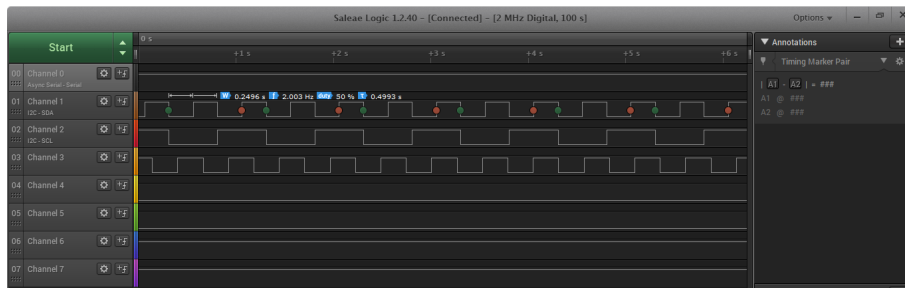 Saleae Logic 1.2.40 - [Connected] - [2 MHz Digital, 100 s]
Options
Start
0 s
+1 s +2 s +3 s +4 s +5 s +6 s
Annotations
Timing Marker Pair
| A1 - A2 | = ###
A1 @ ###
A2 @ ###
00 Channel 0
Async Serial - Serial
01 Channel 1
I2C - SDA
W 0.2496 s f 2.003 Hz duty 50 % T 0.4993 s
02 Channel 2
I2C - SCL
03 Channel 3
04 Channel 4
05 Channel 5
06 Channel 6
07 Channel 7